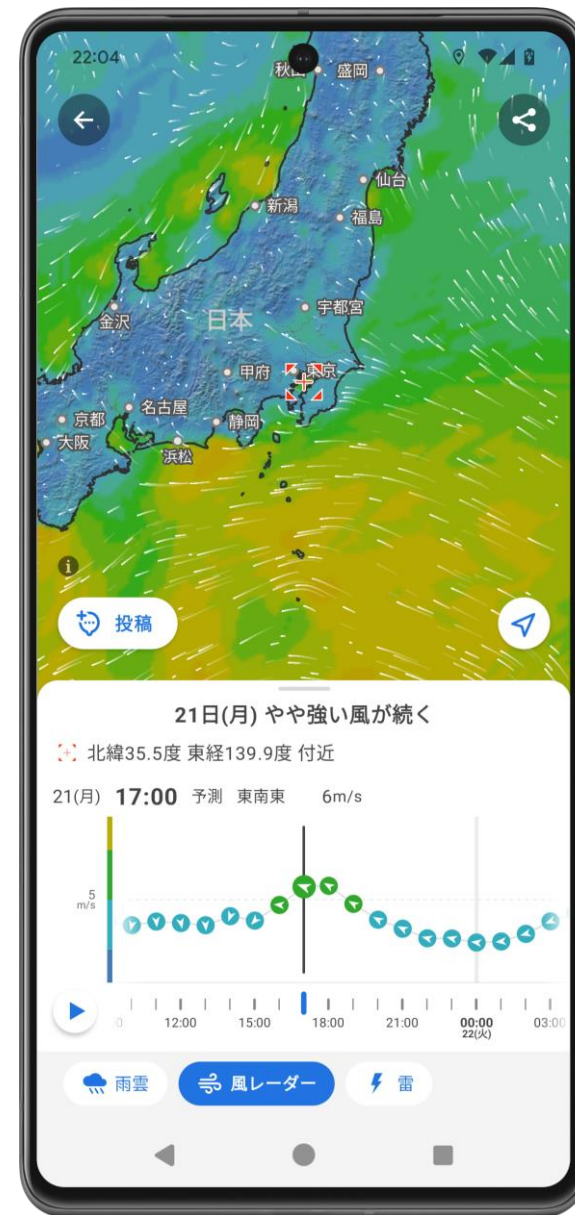 22:04
秋田
盛岡
仙台
新潟
福島
宇都宮
金沢
日本
甲府
東京
名古屋
京都
静岡
大阪
浜松
i
投稿
21日(月) やや強い風が続く
北緯35.5度 東経139.9度 付近
21(月) 17:00 予測 東南東 6m/s
5
m/s
12:00 15:00 18:00 21:00 00:00 03:00
22(火)
雨雲 風レーダー 雷